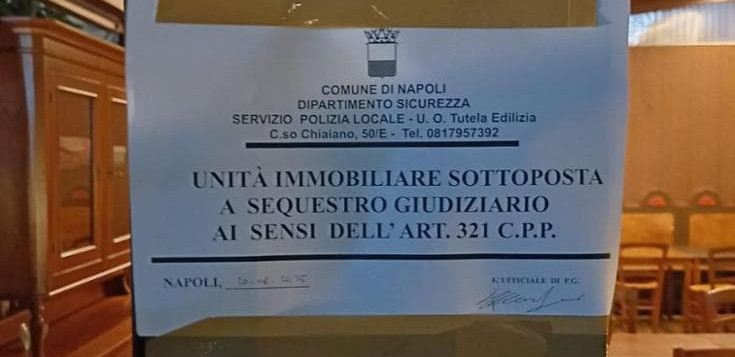 COMUNE DI NAPOLI
DIPARTIMENTO SICUREZZA
SERVIZIO POLIZIA LOCALE - U. O. Tutela Edilizia
C.so Chiaiano, 50/E - Tel. 0817957392
UNITÀ IMMOBILIARE SOTTOPOSTA
A SEQUESTRO GIUDIZIARIO
AI SENSI DELL'ART. 321 C.P.P.
NAPOLI,
L'UFFICIALE DI P.G.